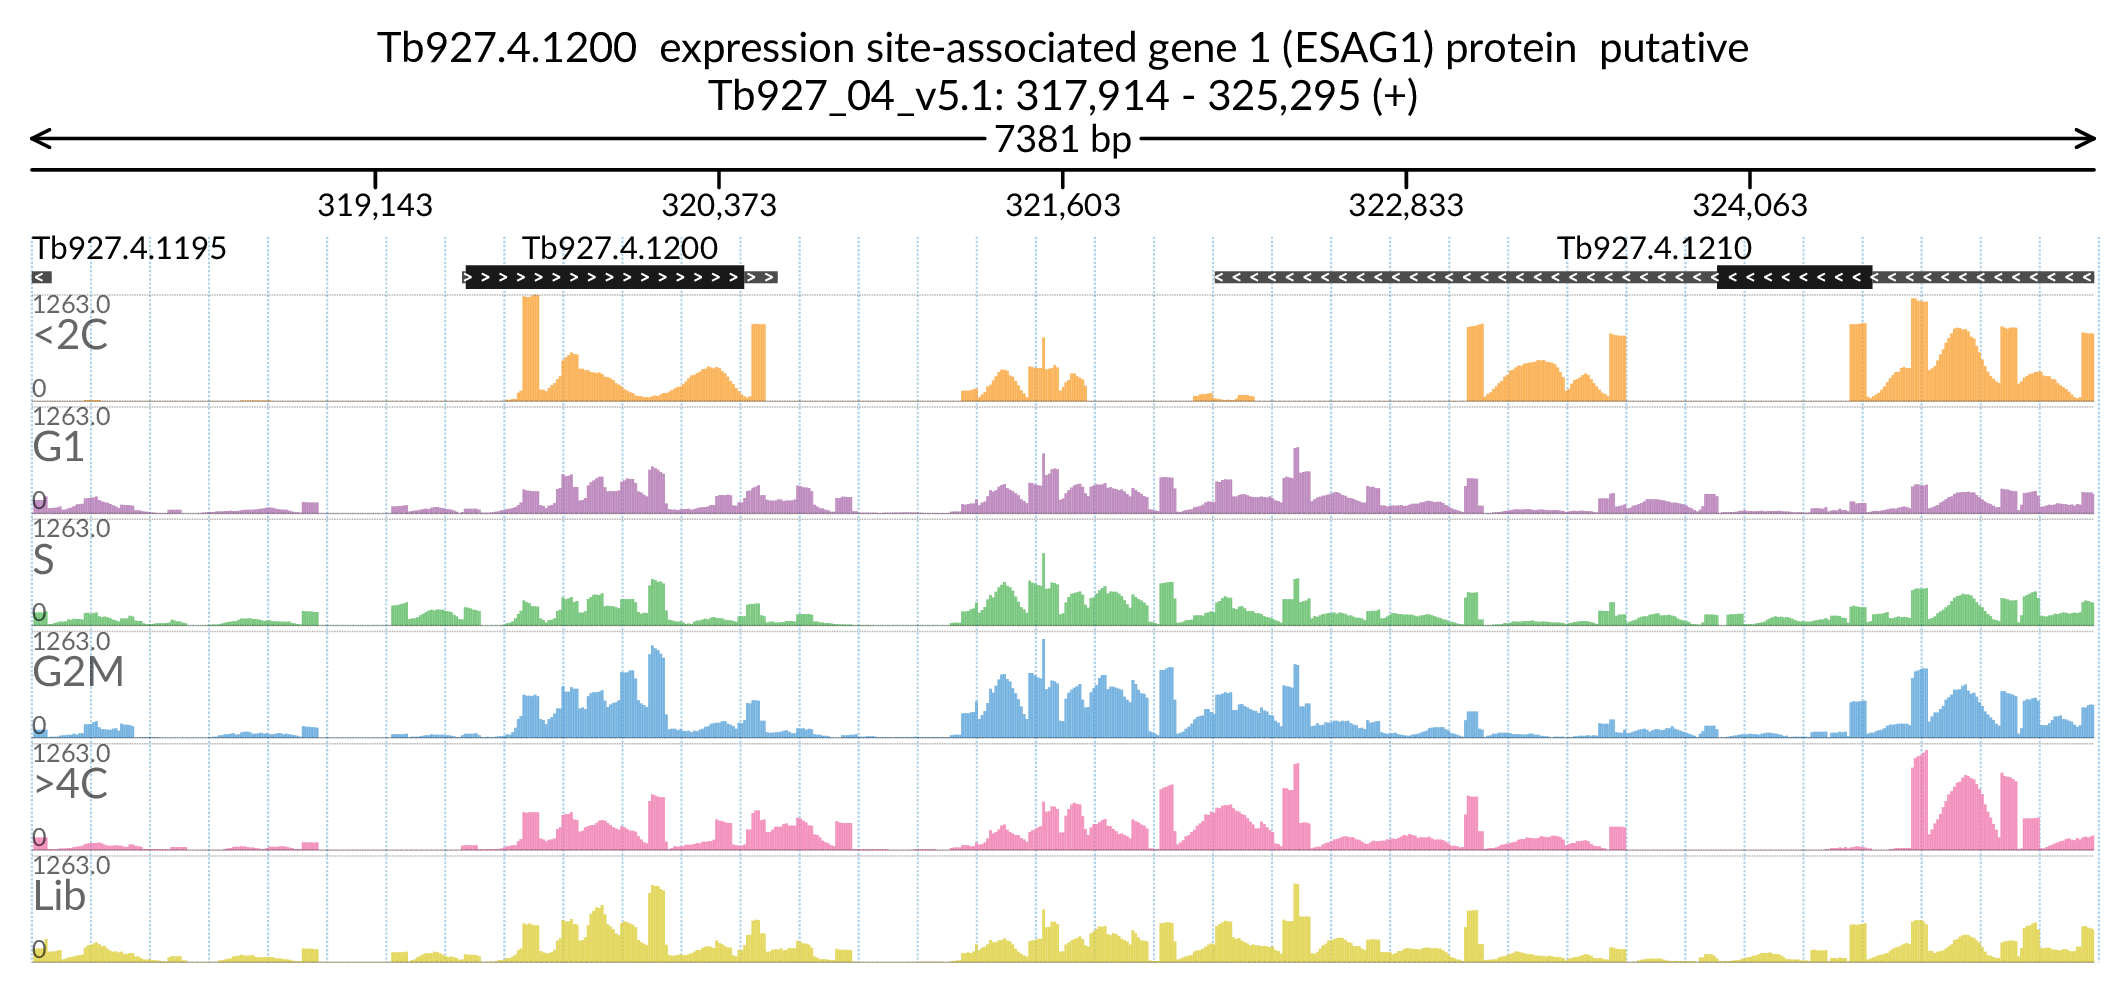 Tb927.4.1200  expression site-associated gene 1 (ESAG1) protein  putative
Tb927_04_v5.1: 317,914 - 325,295 (+)
7381 bp
319,143 320,373 321,603 322,833 324,063
Tb927.4.1195 Tb927.4.1200 Tb927.4.1210
1263.0
<2C
0
1263.0
G1
0
1263.0
S
0
1263.0
G2M
0
1263.0
>4C
0
1263.0
Lib
0